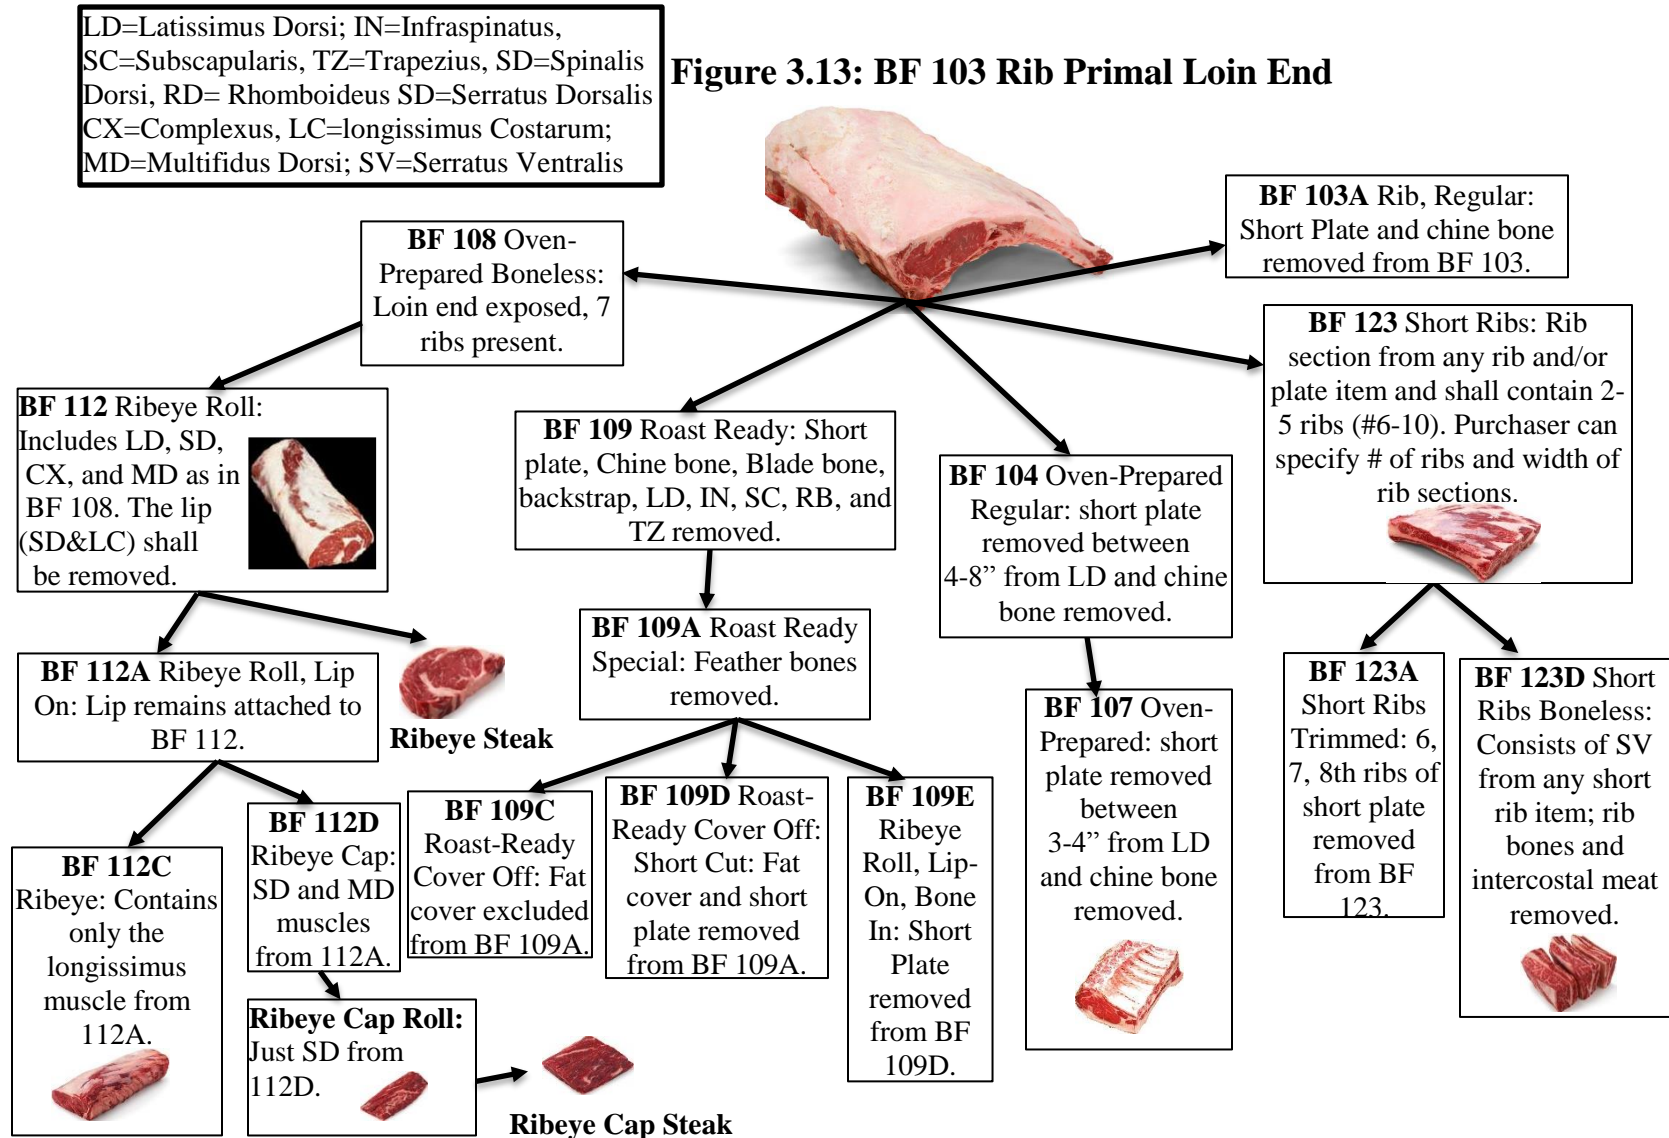 LD=Latissimus Dorsi; IN=Infraspinatus,
SC=Subscapularis, TZ=Trapezius, SD=Spinalis
Dorsi, RD= Rhomboideus SD=Serratus Dorsalis
CX=Complexus, LC=longissimus Costarum;
MD=Multifidus Dorsi; SV=Serratus Ventralis
Figure 3.13: BF 103 Rib Primal Loin End
BF 103A Rib, Regular:
Short Plate and chine bone
removed from BF 103.
BF 108 Oven-
Prepared Boneless:
Loin end exposed, 7
ribs present.
BF 123 Short Ribs: Rib
section from any rib and/or
plate item and shall contain 2-
5 ribs (#6-10). Purchaser can
specify # of ribs and width of
rib sections.
BF 112 Ribeye Roll:
Includes LD, SD,
CX, and MD as in
BF 108. The lip
(SD&LC) shall
be removed.
BF 109 Roast Ready: Short
plate, Chine bone, Blade bone,
backstrap, LD, IN, SC, RB, and
TZ removed.
BF 104 Oven-Prepared
Regular: short plate
removed between
4-8” from LD and chine
bone removed.
BF 109A Roast Ready
Special: Feather bones
removed.
BF 112A Ribeye Roll, Lip
On: Lip remains attached to
BF 112.
Ribeye Steak
BF 107 Oven-
Prepared: short
plate removed
between
3-4” from LD
and chine bone
removed.
BF 123A
Short Ribs
Trimmed: 6,
7, 8th ribs of
short plate
removed
from BF
123.
BF 123D Short
Ribs Boneless:
Consists of SV
from any short
rib item; rib
bones and
intercostal meat
removed.
BF 112C
Ribeye: Contains
only the
longissimus
muscle from
112A.
BF 112D
Ribeye Cap:
SD and MD
muscles
from 112A.
BF 109C
Roast-Ready
Cover Off: Fat
cover excluded
from BF 109A.
BF 109D Roast-
Ready Cover Off:
Short Cut: Fat
cover and short
plate removed
from BF 109A.
BF 109E
Ribeye
Roll, Lip-
On, Bone
In: Short
Plate
removed
from BF
109D.
Ribeye Cap Roll:
Just SD from
112D.
Ribeye Cap Steak